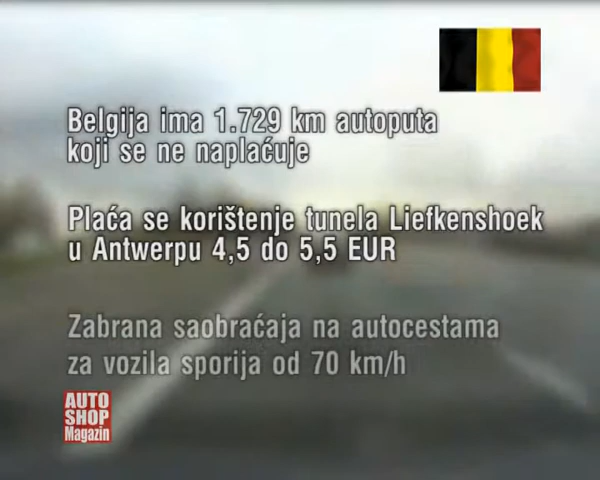 Belgija ima 1.729 km autoputa
koji se ne naplaćuje
Plaća se korištenje tunela Liefkenshoek
u Antwerpu 4,5 do 5,5 EUR
Zabrana saobraćaja na autocestama
za vozila sporija od 70 km/h
AUTO
SHOP
Magazin